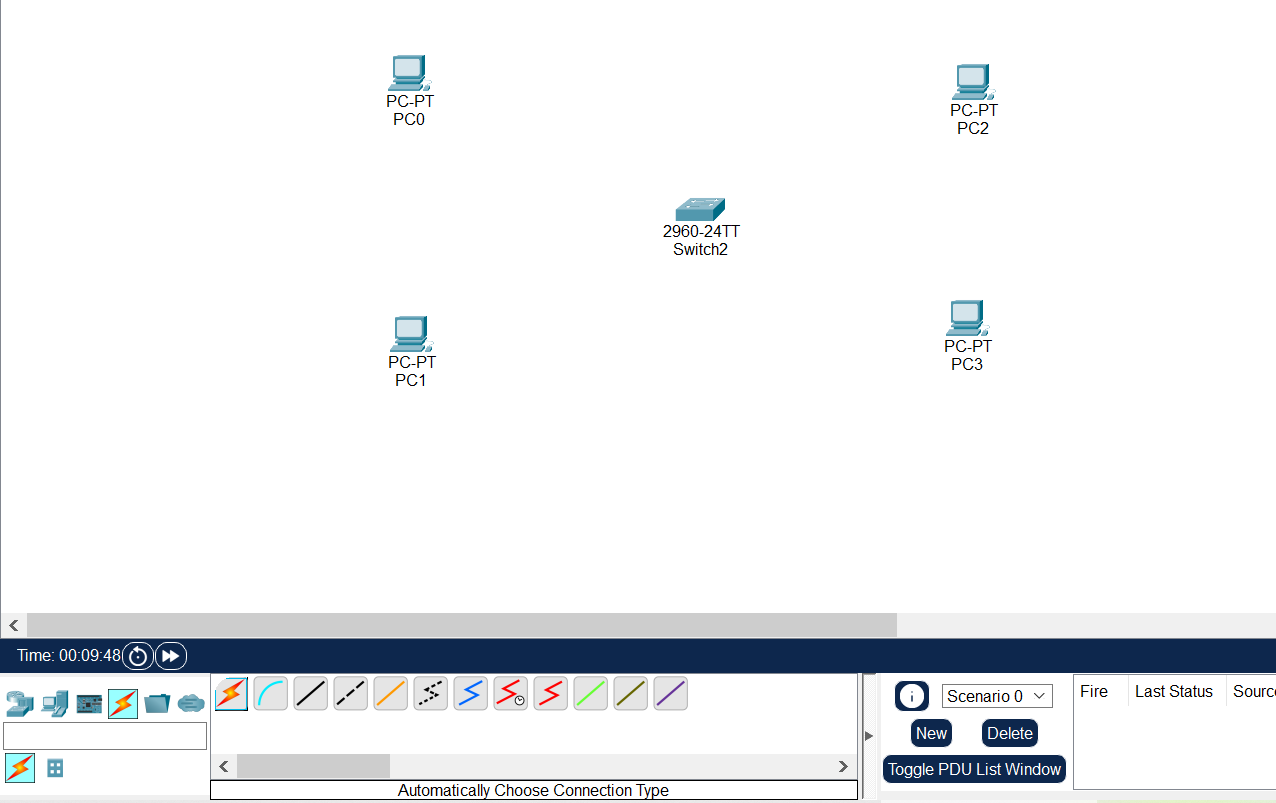 PC-PT
PC0
PC-PT
PC2
2960-24TT
Switch2
PC-PT
PC1
PC-PT
PC3
Time: 00:09:48
Scenario 0
New
Delete
Toggle PDU List Window
Fire
Last Status
Source
Automatically Choose Connection Type